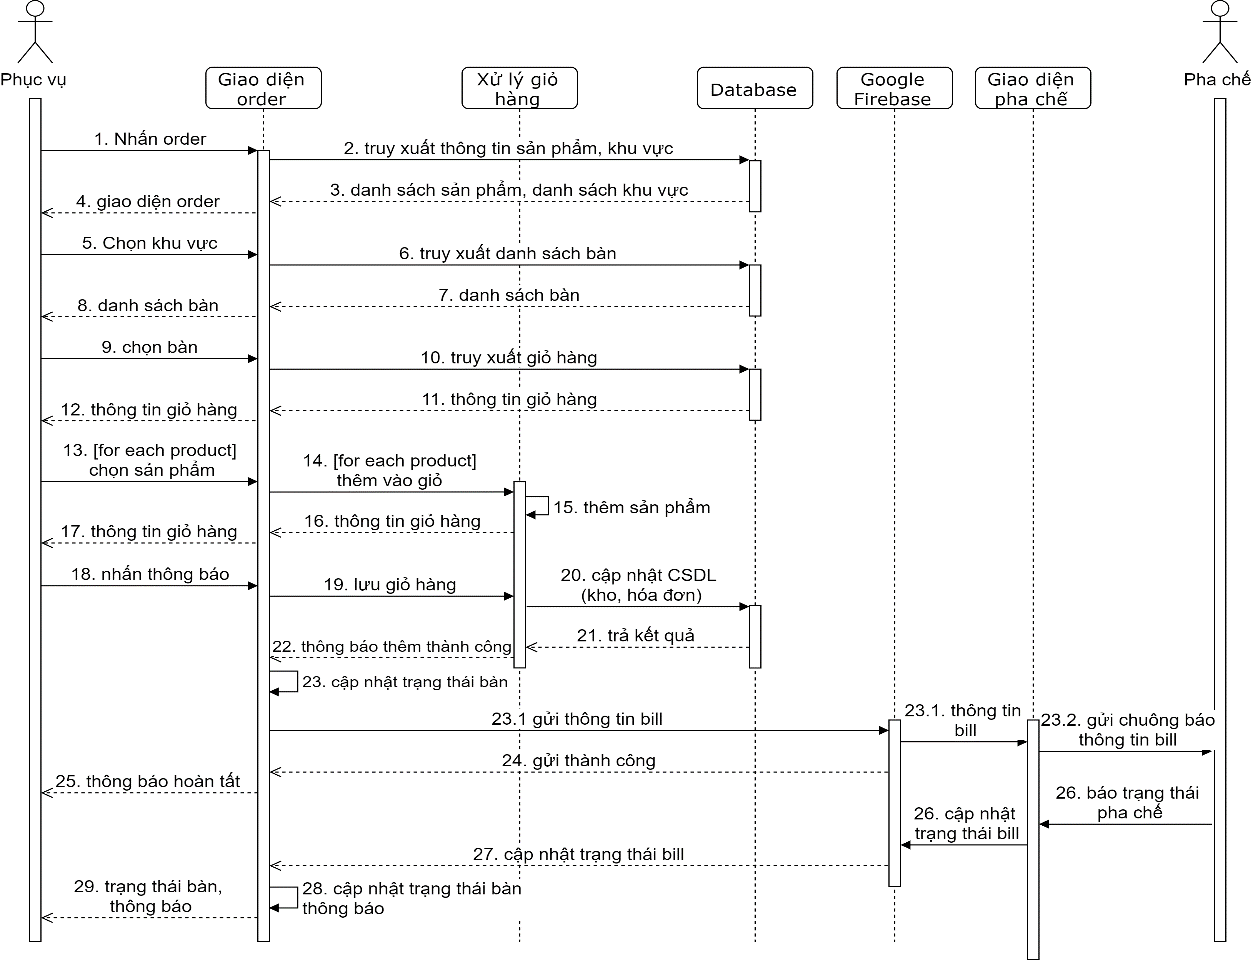 Phục vụ
Giao diện
order
Xử lý giỏ
hàng
Database
Google
Firebase
Giao diện
pha chế
Pha chế
1. Nhấn order
2. truy xuất thông tin sản phẩm, khu vực
3. danh sách sản phẩm, danh sách khu vực
4. giao diện order
5. Chọn khu vực
6. truy xuất danh sách bàn
7. danh sách bàn
8. danh sách bàn
9. chọn bàn
10. truy xuất giỏ hàng
11. thông tin giỏ hàng
12. thông tin giỏ hàng
13. [for each product]
chọn sản phẩm
14. [for each product]
thêm vào giỏ
15. thêm sản phẩm
16. thông tin giỏ hàng
17. thông tin giỏ hàng
18. nhấn thông báo
19. lưu giỏ hàng
20. cập nhật CSDL
(kho, hóa đơn)
21. trả kết quả
22. thông báo thêm thành công
23. cập nhật trạng thái bàn
23.1 gửi thông tin bill
23.1. thông tin
bill
23.2. gửi chuông báo
thông tin bill
24. gửi thành công
25. thông báo hoàn tất
26. báo trạng thái
pha chế
26. cập nhật
trạng thái bill
27. cập nhật trạng thái bill
28. cập nhật trạng thái bàn
thông báo
29. trạng thái bàn,
thông báo